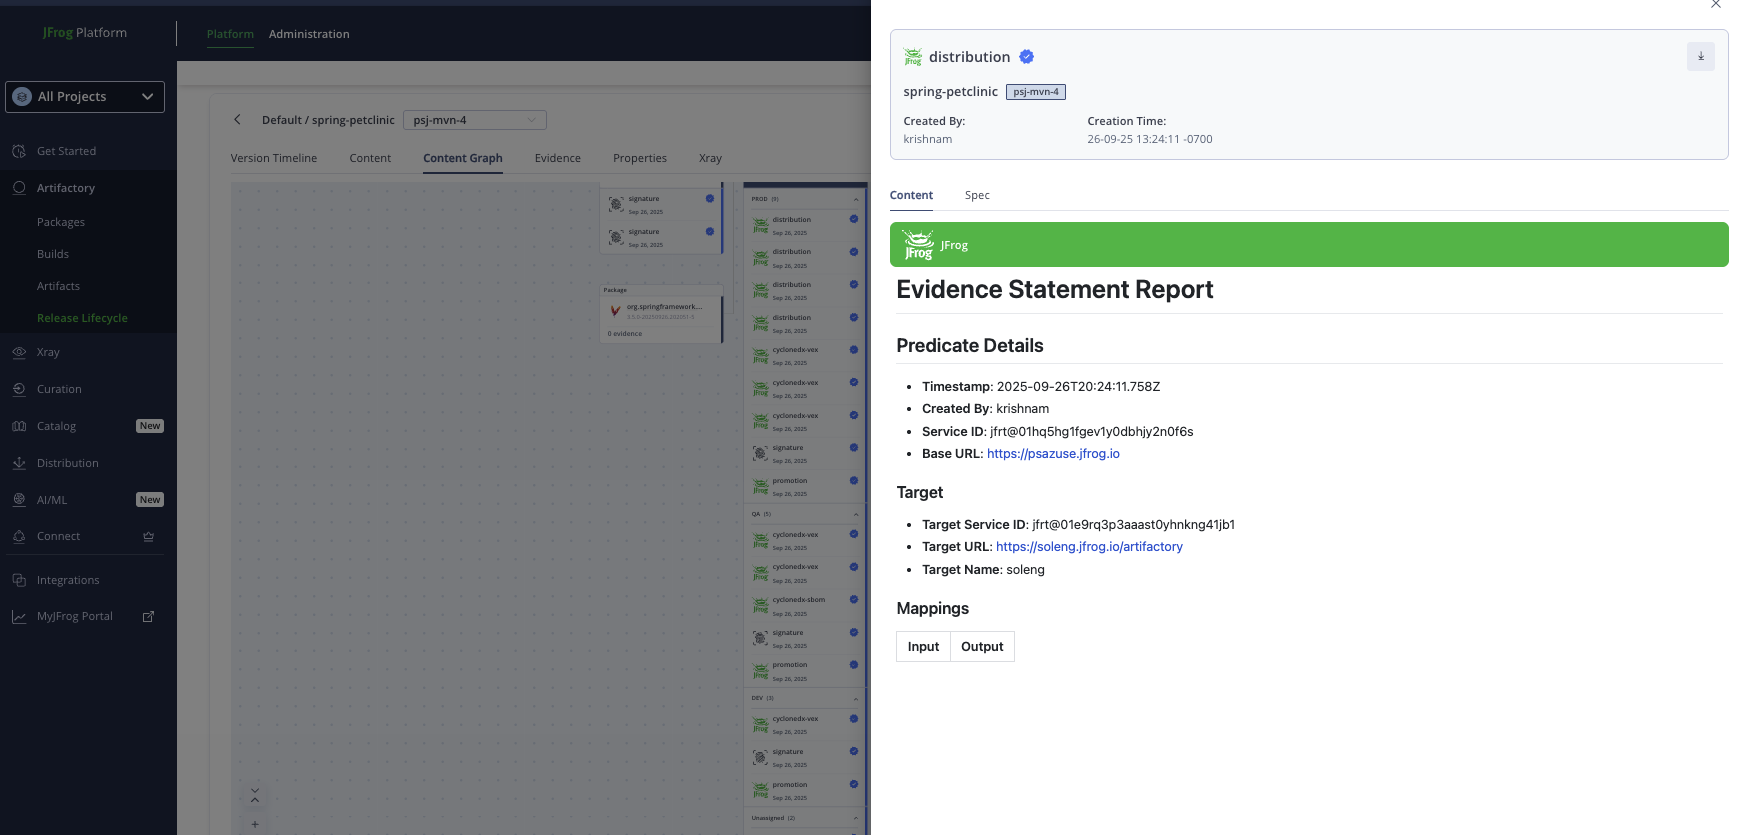 JFrog Platform
Platform
Administration
All Projects
Get Started
Artifactory
Packages
Builds
Artifacts
Release Lifecycle
Xray
Curation
Catalog New
Distribution
AI/ML New
Connect
Integrations
MyJFrog Portal
Default / spring-petclinic psj-mvn-4
Version Timeline Content Content Graph Evidence Properties Xray
signature
Sep 26, 2025
signature
Sep 26, 2025
Package
org.springframework...
0 evidence
PROD (9)
distribution
Sep 26, 2025
distribution
Sep 26, 2025
distribution
Sep 26, 2025
distribution
Sep 26, 2025
cyclonedx-vex
Sep 26, 2025
cyclonedx-vex
Sep 26, 2025
cyclonedx-vex
Sep 26, 2025
signature
Sep 26, 2025
promotion
Sep 26, 2025
QA (5)
cyclonedx-vex
Sep 26, 2025
cyclonedx-vex
Sep 26, 2025
cyclonedx-sbom
Sep 26, 2025
signature
Sep 26, 2025
promotion
Sep 26, 2025
DEV (3)
cyclonedx-vex
Sep 26, 2025
signature
Sep 26, 2025
promotion
Sep 26, 2025
Unassigned (2)
distribution
spring-petclinic psj-mvn-4
Created By: Creation Time:
krishnam 26-09-25 13:24:11 -0700
Content Spec
JFrog JFrog
Evidence Statement Report
Predicate Details
• Timestamp: 2025-09-26T20:24:11.758Z
• Created By: krishnam
• Service ID: jfrt@01hq5hg1fgev1y0dbhjy2n0f6s
• Base URL: https://psazuse.jfrog.io
Target
• Target Service ID: jfrt@01e9rq3p3aaast0yhnkng41jb1
• Target URL: https://soleng.jfrog.io/artifactory
• Target Name: soleng
Mappings
Input Output